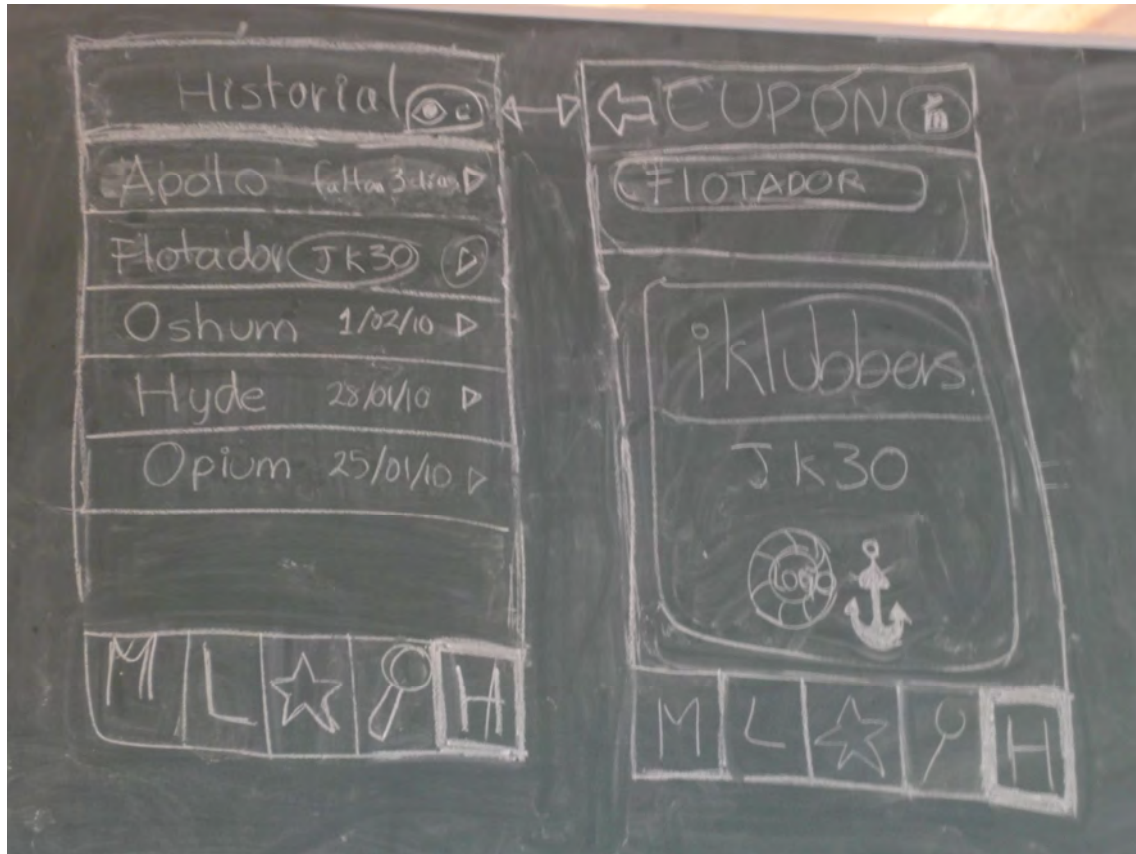 Historial
Apolo faltan 3 dias
Flotador JK30
Oshum 1/02/10
Hyde 28/01/10
Opium 25/01/10
M L H
CUPÓN
FLOTADOR
iklubbers.
JK30
Logo
M L H